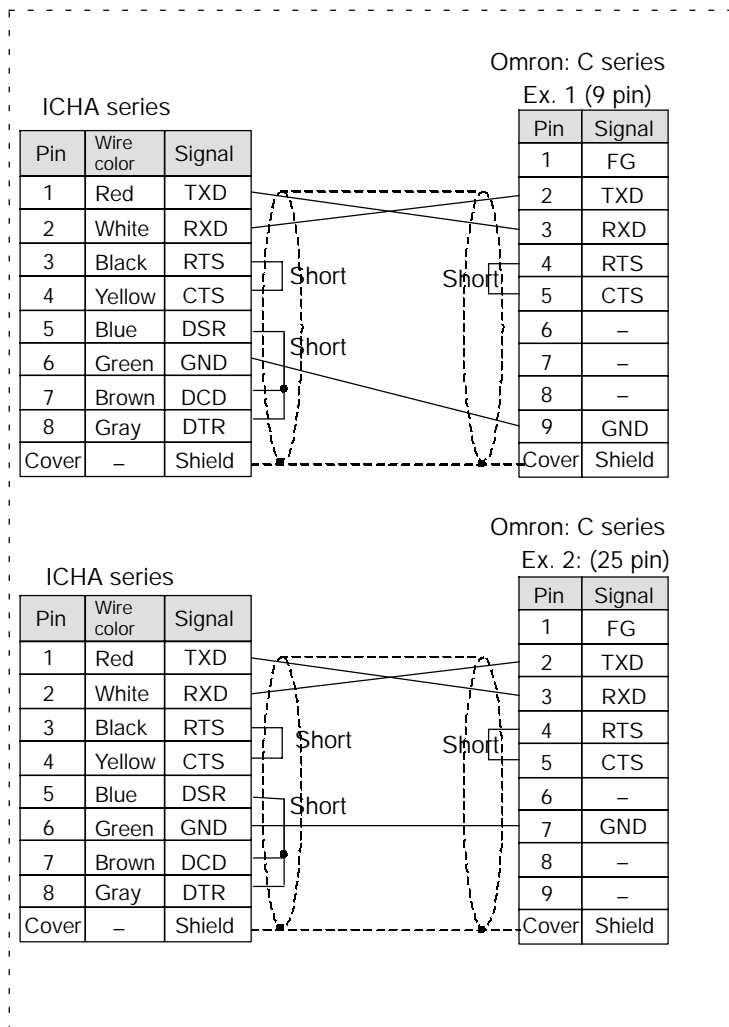 Omron: C series
ICHA series
Ex. 1 (9 pin)
Pin Wire color Signal
Pin Signal
1 FG
1 Red TXD
2 TXD
2 White RXD
3 RXD
3 Black RTS
Short
Short
4 RTS
4 Yellow CTS
5 CTS
5 Blue DSR
Short
6 –
6 Green GND
7 –
7 Brown DCD
8 –
8 Gray DTR
9 GND
Cover – Shield
Cover Shield
Omron: C series
Ex. 2: (25 pin)
ICHA series
Pin Wire color Signal
Pin Signal
1 FG
1 Red TXD
2 TXD
2 White RXD
3 RXD
3 Black RTS
Short
Short
4 RTS
4 Yellow CTS
5 CTS
5 Blue DSR
Short
6 –
6 Green GND
7 GND
7 Brown DCD
8 –
8 Gray DTR
9 –
Cover – Shield
Cover Shield